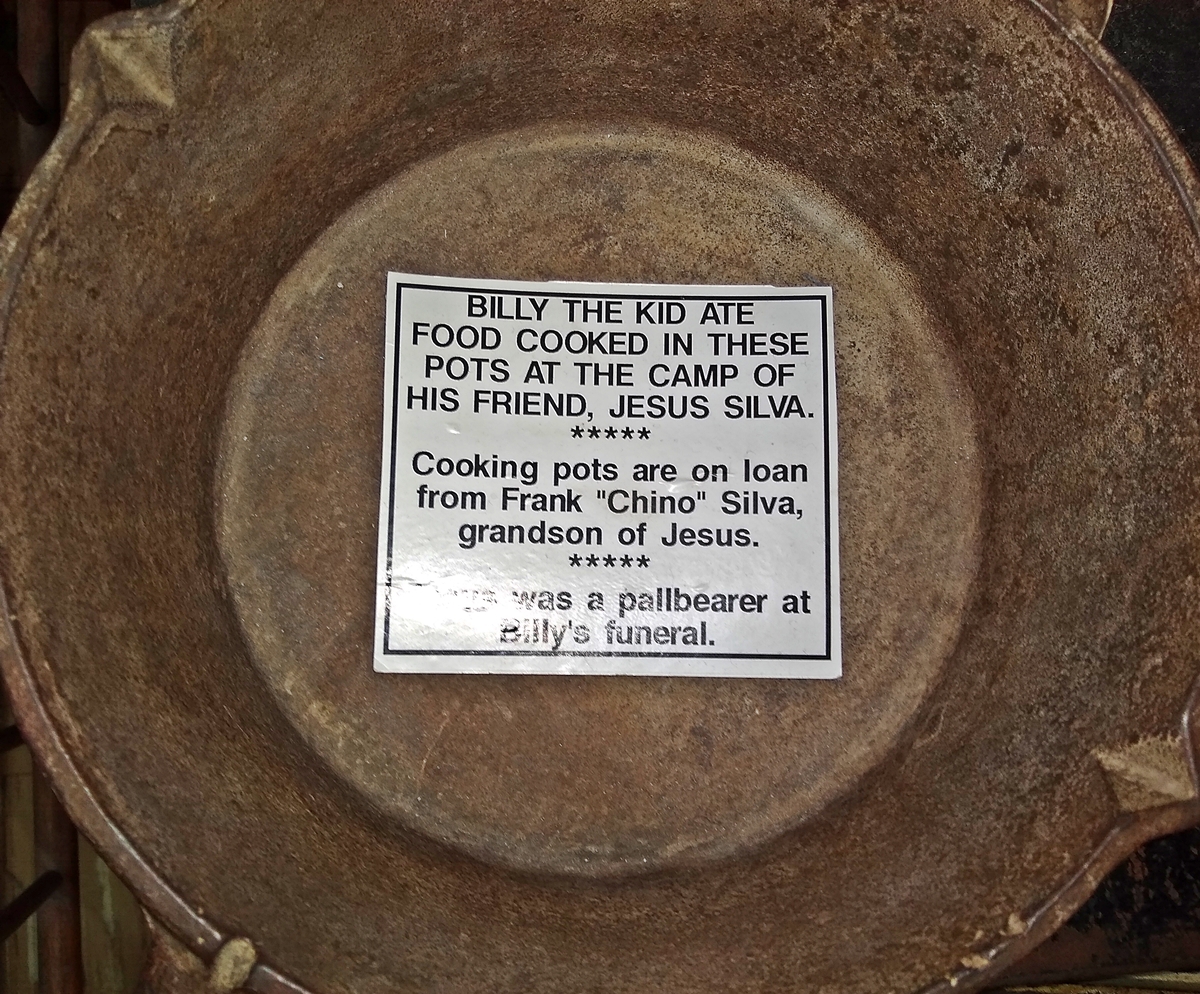 BILLY THE KID ATE
FOOD COOKED IN THESE
POTS AT THE CAMP OF
HIS FRIEND, JESUS SILVA.
*****
Cooking pots are on loan
from Frank "Chino" Silva,
grandson of Jesus.
*****
was a pallbearer at
Billy's funeral.